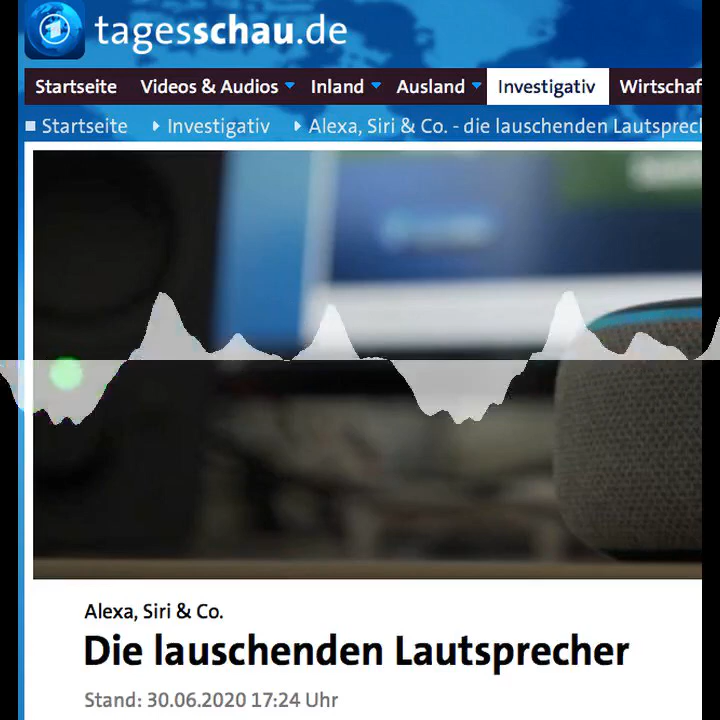 tagesschau.de
Startseite Videos & Audios Inland Ausland Investigativ
Startseite Investigativ Alexa, Siri & Co. - die lauschenden
Alexa, Siri & Co.
Die lauschenden Lautsprecher
Stand: 30.06.2020 17:24 Uhr